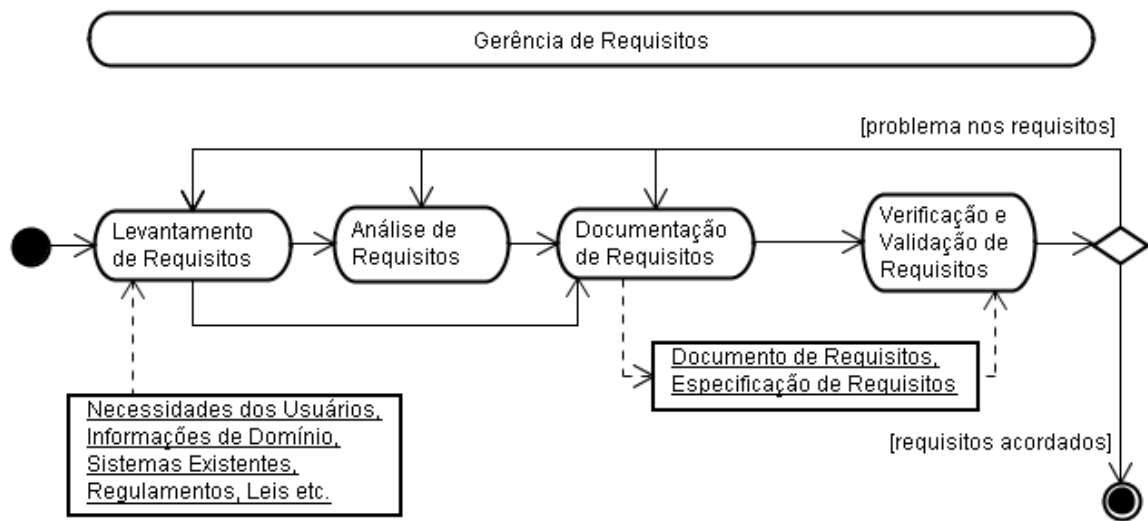 Gerência de Requisitos
[problema nos requisitos]
Levantamento
de Requisitos
Análise de
Requisitos
Documentação
de Requisitos
Verificação e
Validação de
Requisitos
Documento de Requisitos,
Especificação de Requisitos
Necessidades dos Usuários,
Informações de Domínio,
Sistemas Existentes,
Regulamentos, Leis etc.
[requisitos acordados]